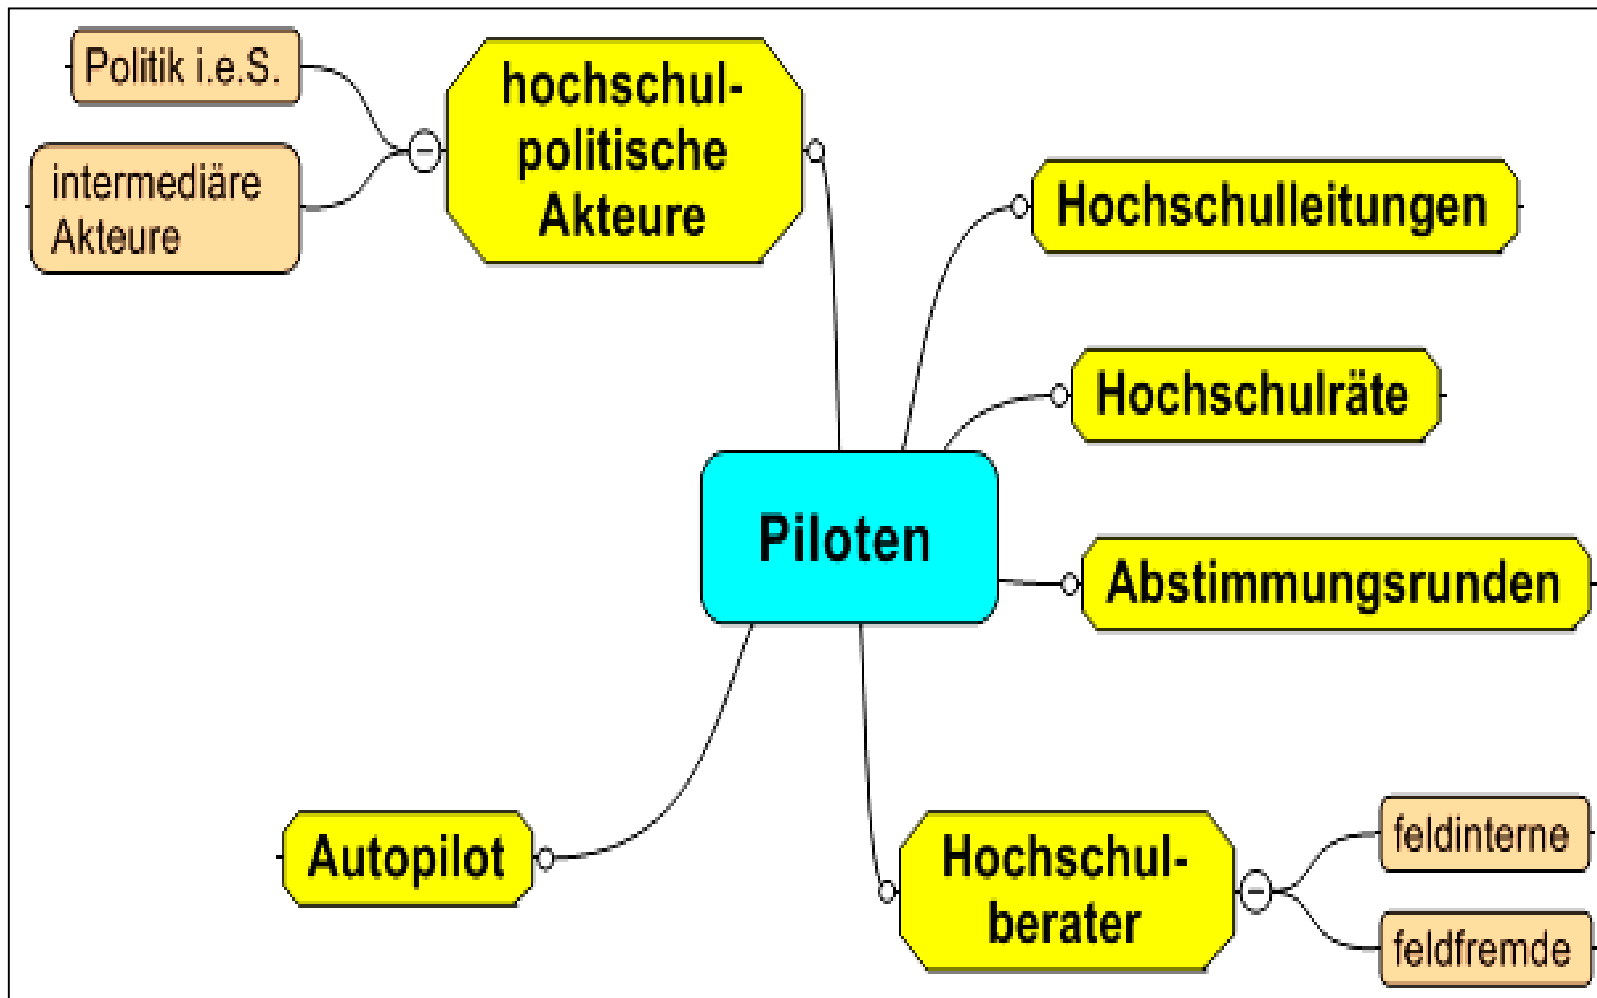 Politik i.e.S.
intermediäre
Akteure
hochschul-
politische
Akteure
Hochschulleitungen
Hochschulräte
Piloten
Abstimmungsrunden
Autopilot
Hochschul-
berater
feldinterne
feldfremde